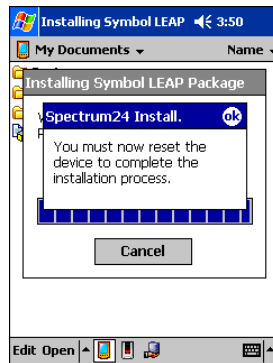 Installing Symbol LEAP 3:50
My Documents Name
Installing Symbol LEAP Package
Spectrum24 Install. ok
You must now reset the
device to complete the
installation process.
Cancel
Edit Open